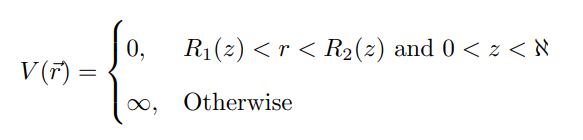 V(r⃗) = { 0, R₁(z) < r < R₂(z) and 0 < z < ℵ
∞, Otherwise